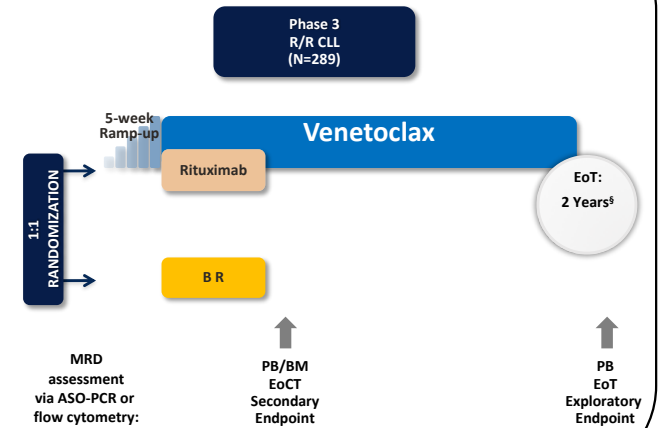 Phase 3
R/R CLL
(N=289)
5-week
Ramp-up
Venetoclax
Rituximab
EoT:
2 Years§
1:1
RANDOMIZATION
B R
MRD
assessment
via ASO-PCR or
flow cytometry:
PB/BM
EoCT
Secondary
Endpoint
PB
EoT
Exploratory
Endpoint